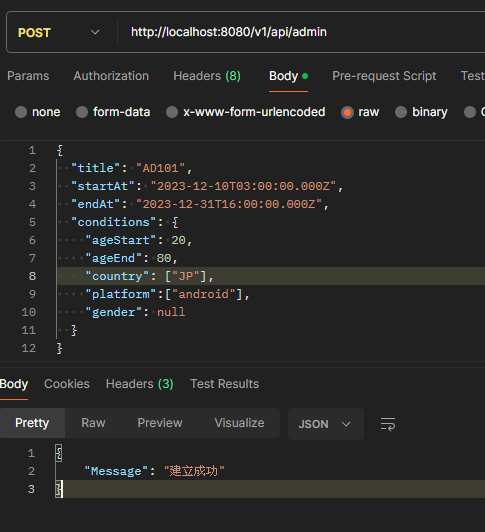 POST http://localhost:8080/v1/api/admin
Params Authorization Headers (8) Body Pre-request Script Test
none form-data x-www-form-urlencoded raw binary
1 {
2 "title": "AD101",
3 "startAt": "2023-12-10T03:00:00.000Z",
4 "endAt": "2023-12-31T16:00:00.000Z",
5 "conditions": {
6 "ageStart": 20,
7 "ageEnd": 80,
8 "country": ["JP"],
9 "platform":["android"],
10 "gender": null
11 }
12 }
Body Cookies Headers (3) Test Results
Pretty Raw Preview Visualize JSON
1 {
2 "Message": "建立成功"
3 }